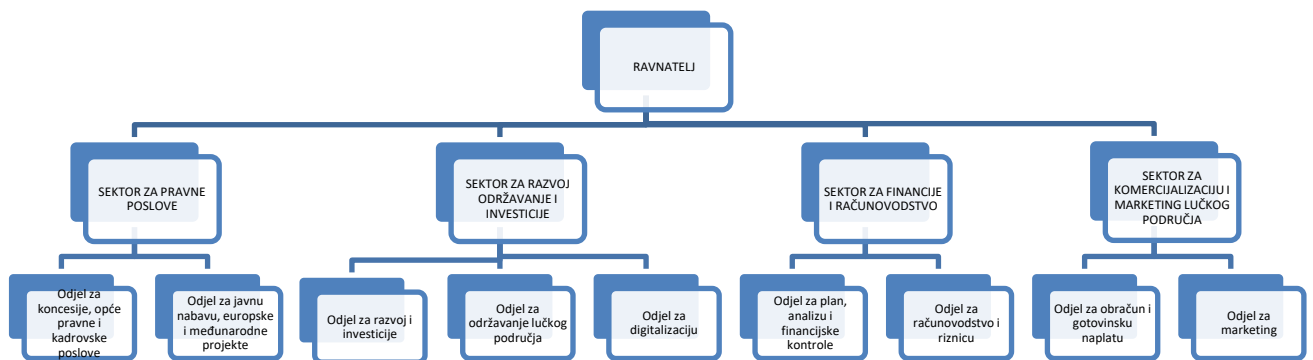 RAVNATELJ
SEKTOR ZA PRAVNE
POSLOVE
SEKTOR ZA RAZVOJ
ODRŽAVANJE I
INVESTICIJE
SEKTOR ZA FINANCIJE
I RAČUNOVODSTVO
SEKTOR ZA
KOMERCIJALIZACIJU I
MARKETING LUČKOG
PODRUČJA
Odjel za
koncesije, opće
pravne i
kadrovske
poslove
Odjel za javnu
nabavu, europske
i međunarodne
projekte
Odjel za razvoj i
investicije
Odjel za
održavanje lučkog
područja
Odjel za
digitalizaciju
Odjel za plan,
analizu i
financijske
kontrole
Odjel za
računovodstvo i
riznicu
Odjel za obračun i
gotovinsku
naplatu
Odjel za
marketing